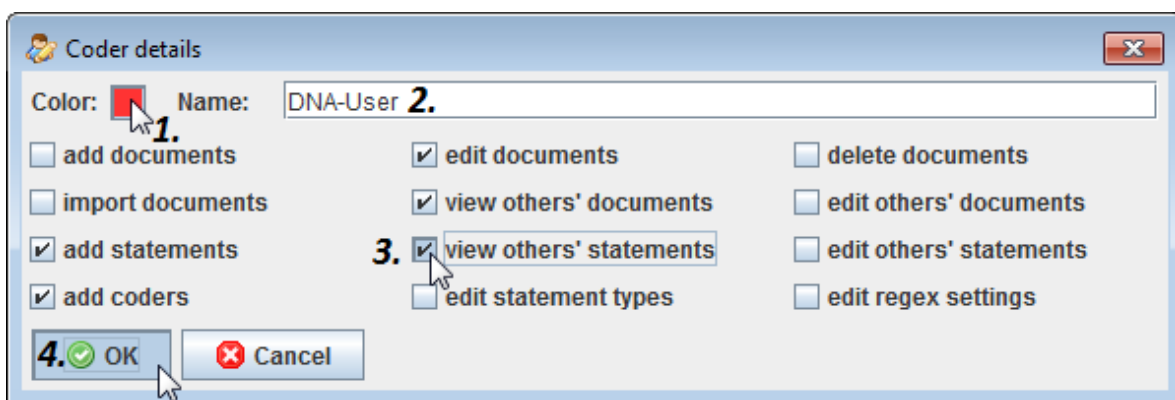 Coder details
Color: Name: DNA-User 2.
1.
add documents edit documents delete documents
import documents view others' documents edit others' documents
add statements 3. view others' statements edit others' statements
add coders edit statement types edit regex settings
4. OK Cancel